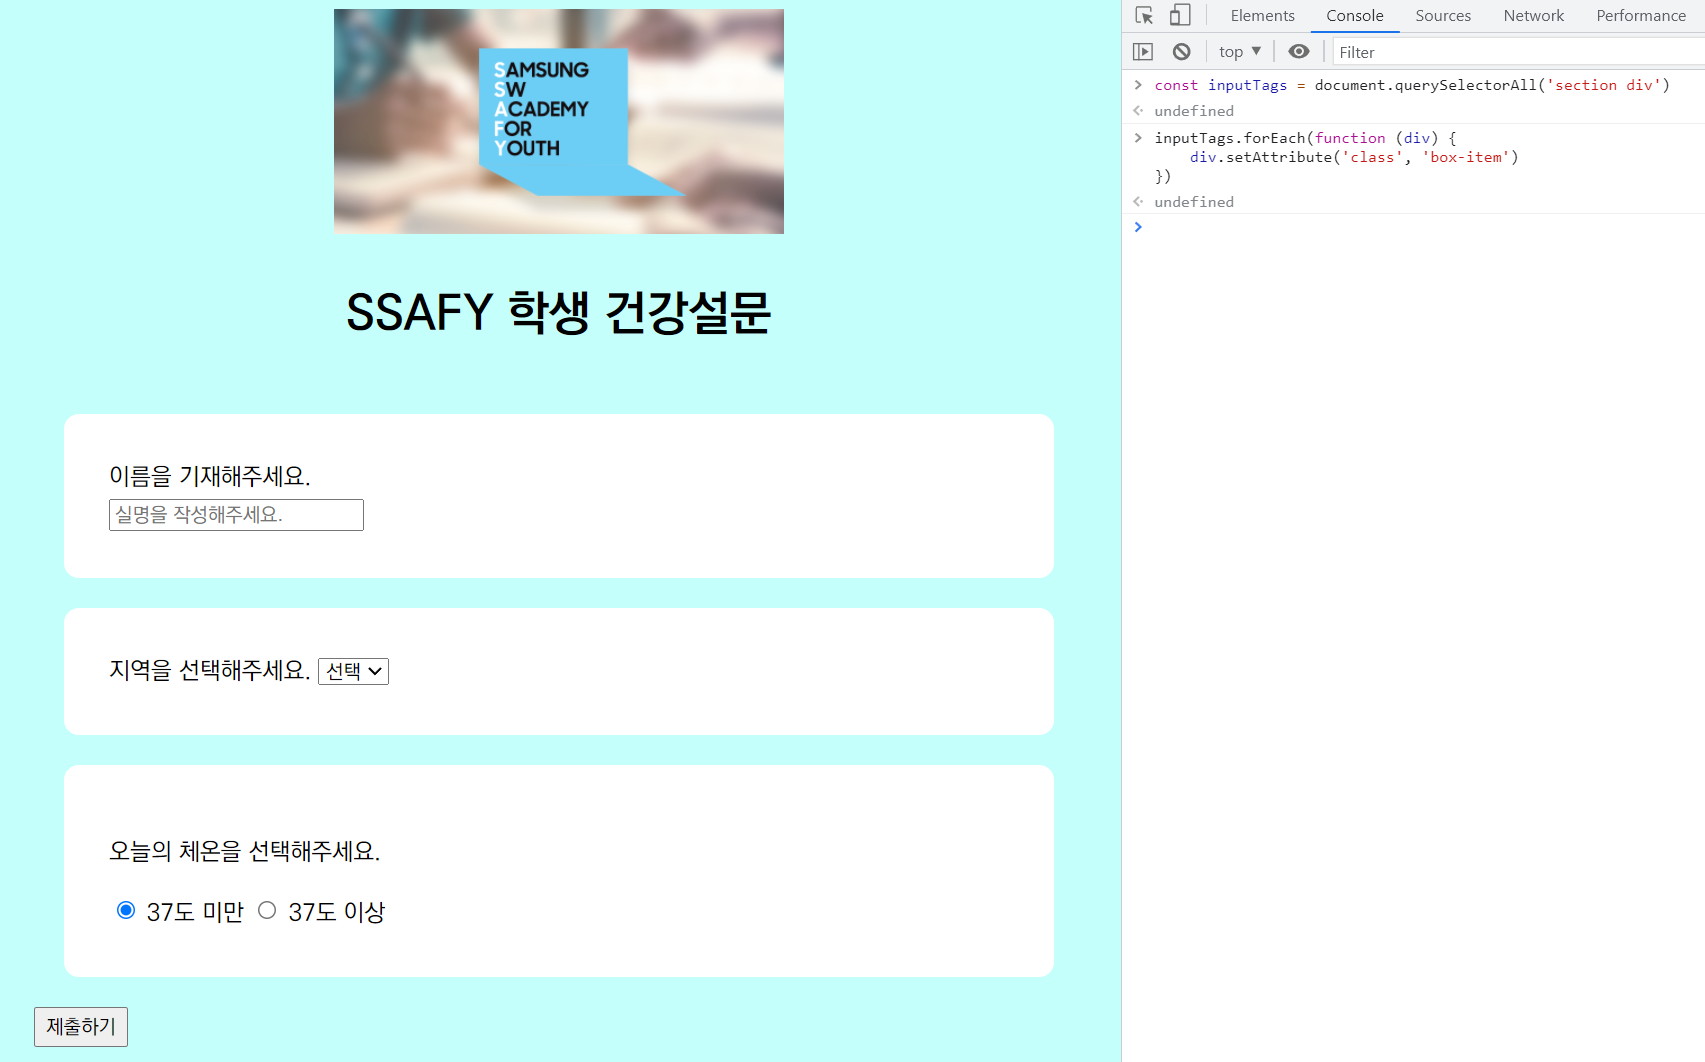 SAMSUNG
SW
ACADEMY
FOR
YOUTH
SSAFY 학생 건강설문
이름을 기재해주세요.
실명을 작성해주세요.
지역을 선택해주세요. 선택
오늘의 체온을 선택해주세요.
37도 미만 37도 이상
제출하기
Elements Console Sources Network Performance
top ▼ Filter
> const inputTags = document.querySelectorAll('section div')
undefined
> inputTags.forEach(function (div) {
div.setAttribute('class', 'box-item')
})
undefined
>